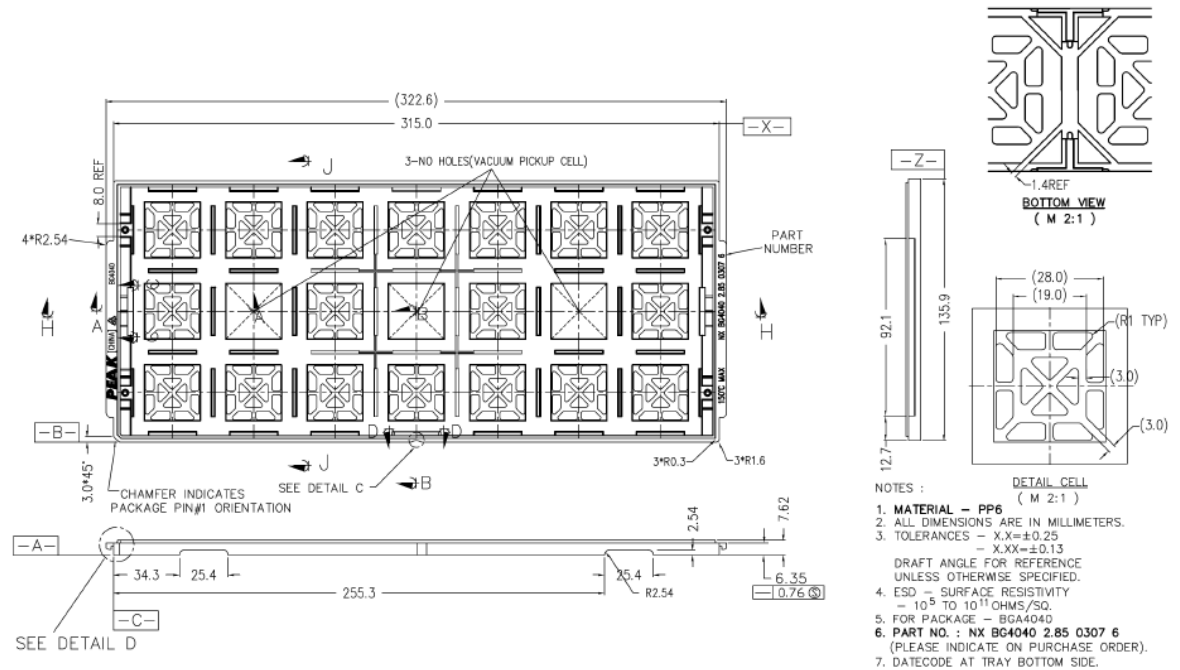 (322.6)
315.0
-X-
J
3-NO HOLES(VACUUM PICKUP CELL)
8.0 REF
4*R2.54
PART
NUMBER
BG4040
H
A
A
B
H
PEAK
(OHM)
NX BG4040 2.85 0307 6
150°C MAX
-B-
D
D
3.0*45°
J
SEE DETAIL C
B
3*R0.3
3*R1.6
CHAMFER INDICATES
PACKAGE PIN#1 ORIENTATION
-A-
34.3
25.4
255.3
25.4
R2.54
2.54
7.62
6.35
0.76 Ⓢ
-C-
SEE DETAIL D
-Z-
92.1
135.9
12.7
1.4REF
BOTTOM VIEW
( M 2:1 )
(28.0)
(19.0)
(R1 TYP)
(3.0)
(3.0)
DETAIL CELL
( M 2:1 )
NOTES :
1. MATERIAL – PP6
2. ALL DIMENSIONS ARE IN MILLIMETERS.
3. TOLERANCES – X.X=±0.25
– X.XX=±0.13
DRAFT ANGLE FOR REFERENCE
UNLESS OTHERWISE SPECIFIED.
4. ESD – SURFACE RESISTIVITY
– 10⁵ TO 10¹¹ OHMS/SQ.
5. FOR PACKAGE – BGA4040
6. PART NO. : NX BG4040 2.85 0307 6
(PLEASE INDICATE ON PURCHASE ORDER).
7. DATECODE AT TRAY BOTTOM SIDE.